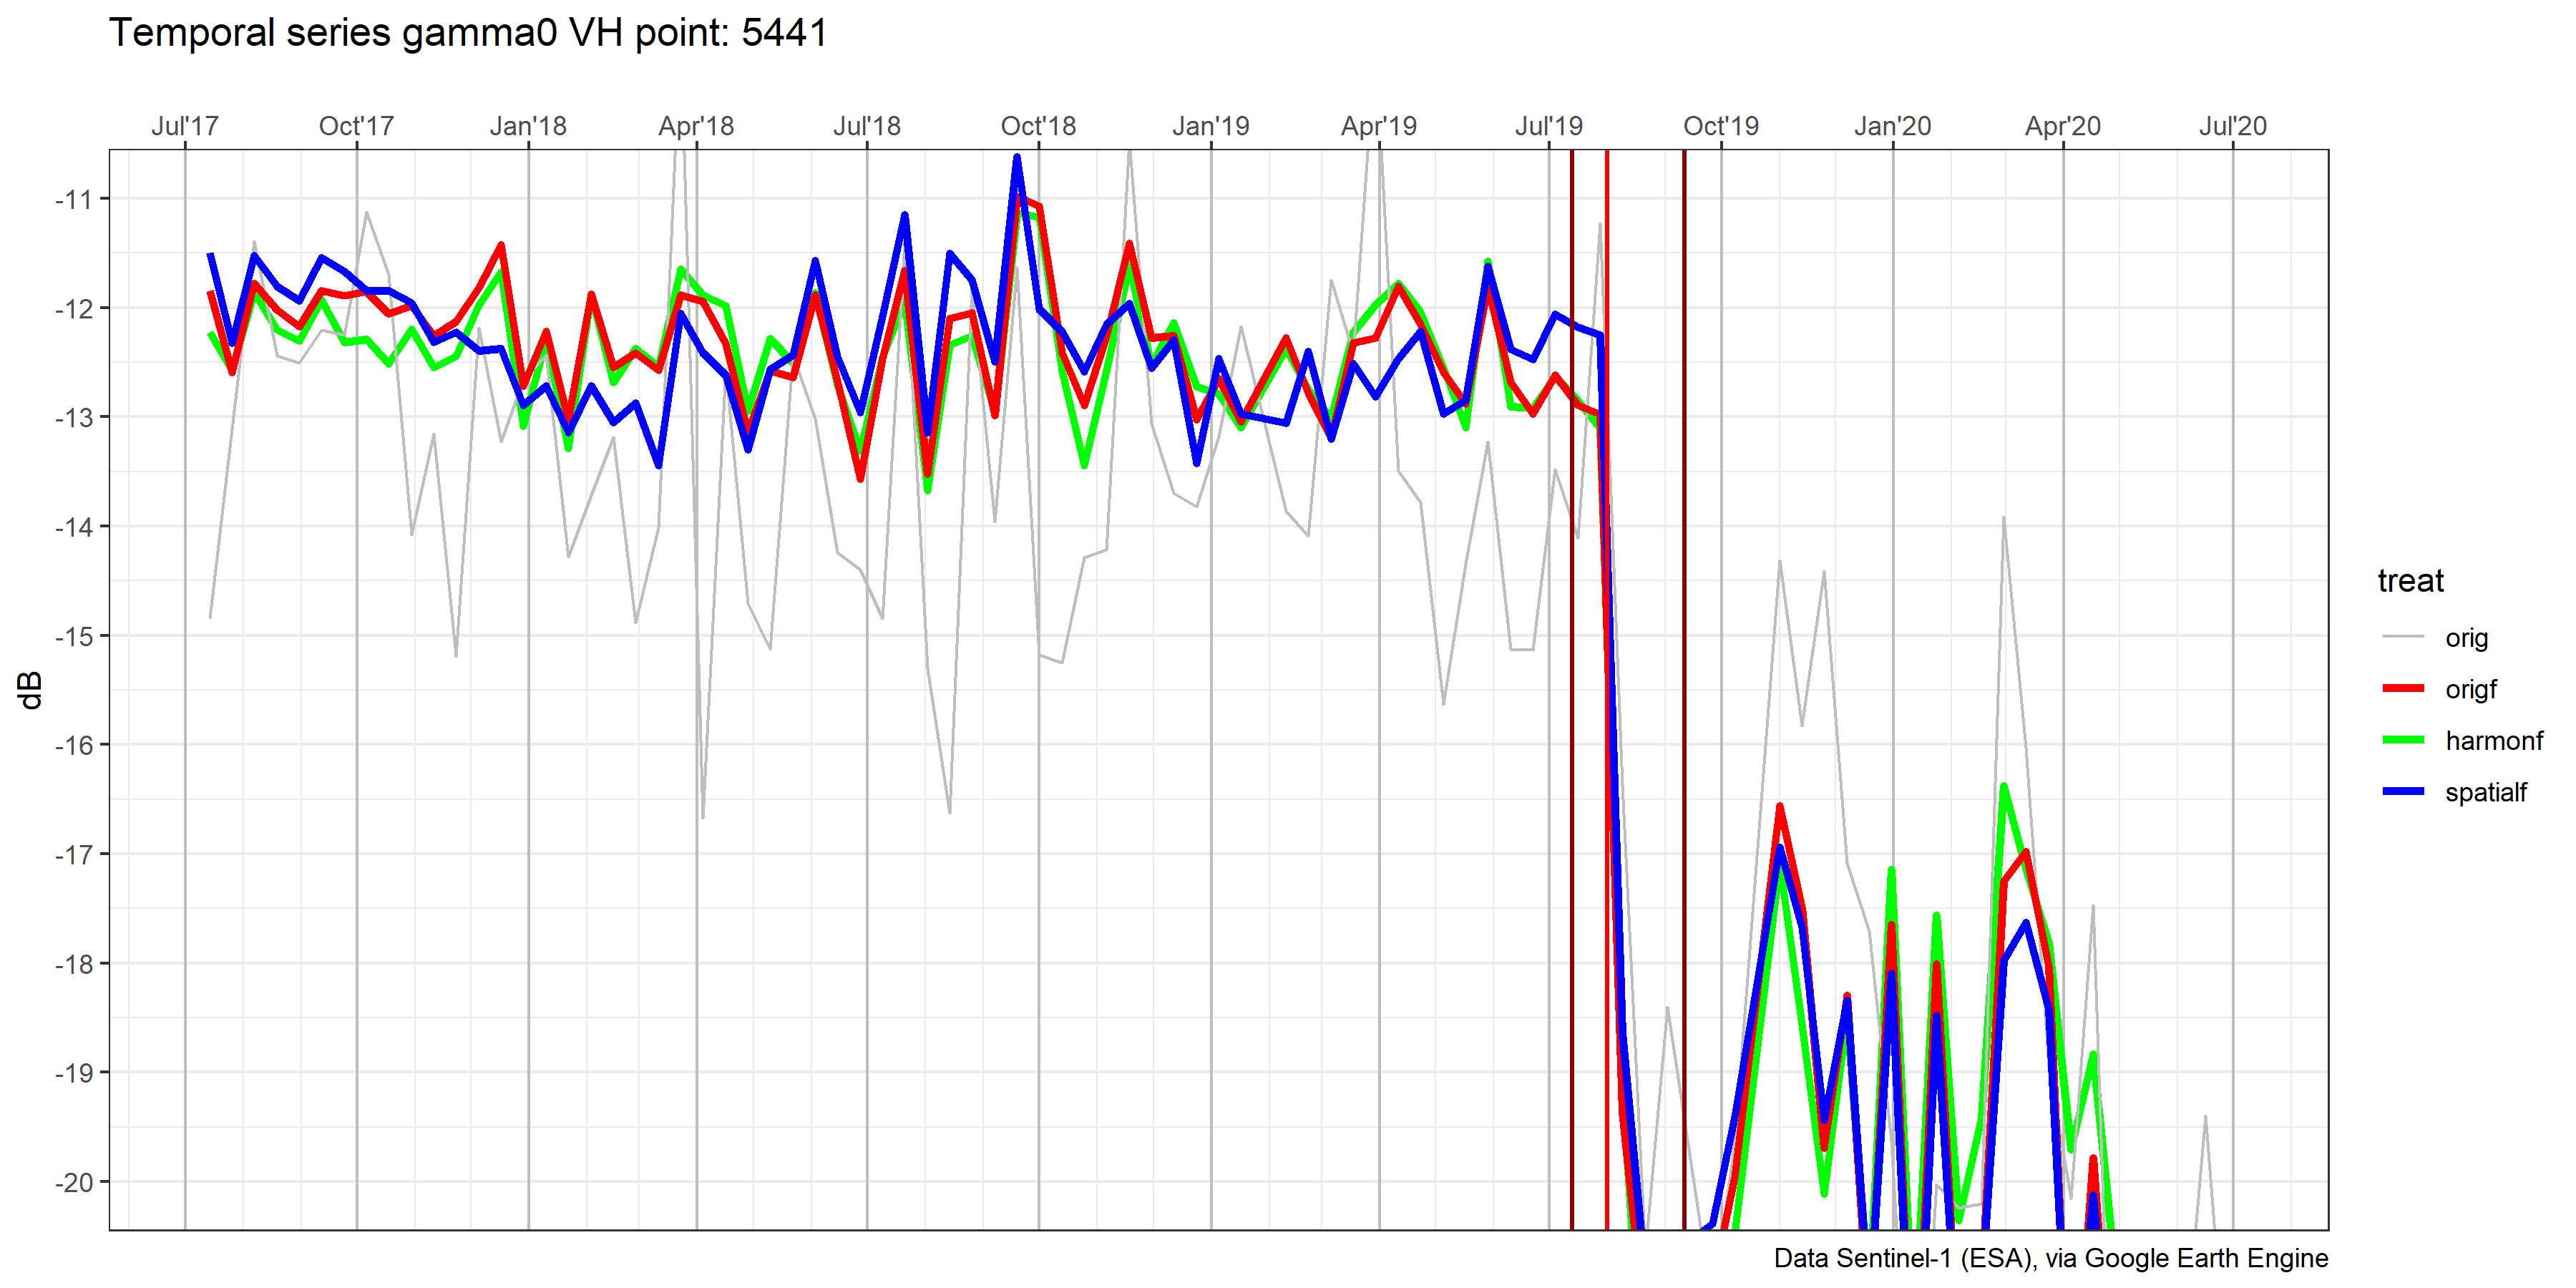 Temporal series gamma0 VH point: 5441
Jul'17 Oct'17 Jan'18 Apr'18 Jul'18 Oct'18 Jan'19 Apr'19 Jul'19 Oct'19 Jan'20 Apr'20 Jul'20
-11
-12
-13
-14
-15
-16
-17
-18
-19
-20
dB
treat
orig
origf
harmonf
spatialf
Data Sentinel-1 (ESA), via Google Earth Engine